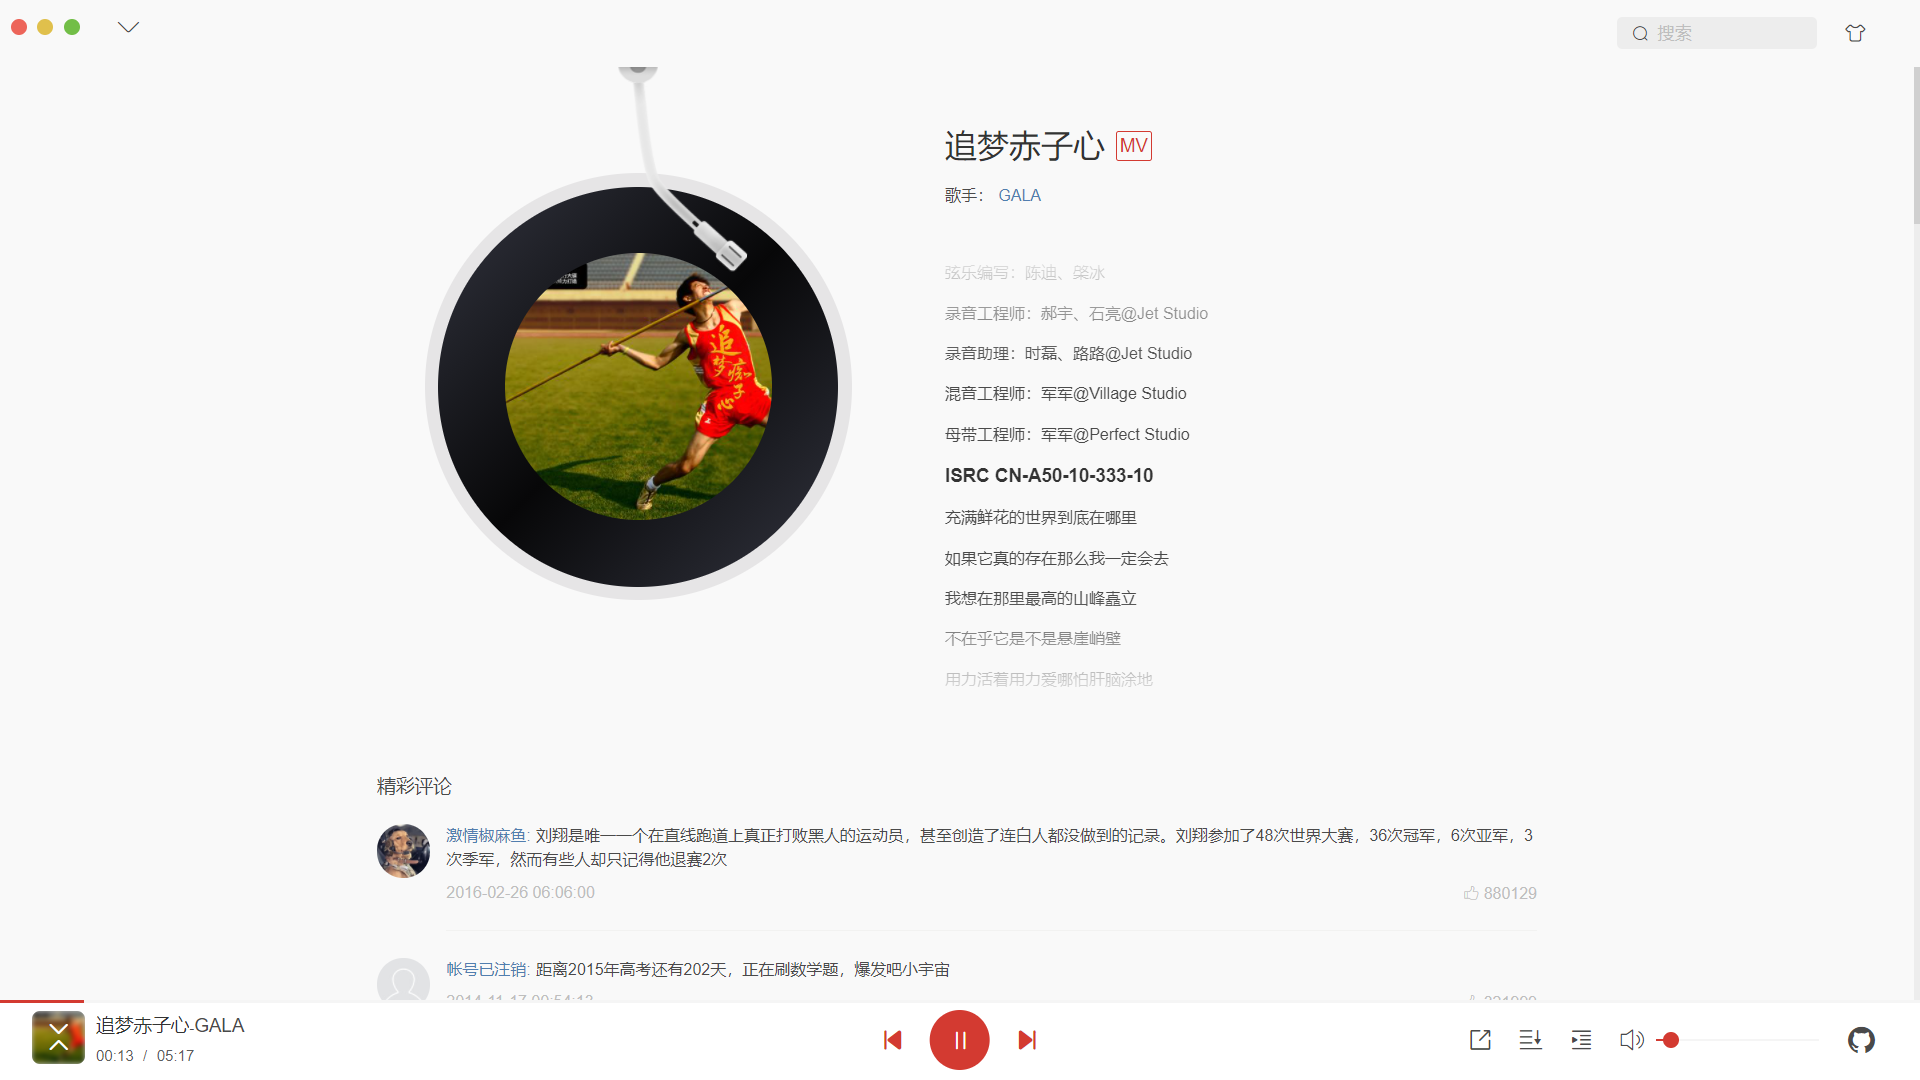 搜索
追梦赤子心 MV
歌手： GALA
弦乐编写：陈迪、棨冰
录音工程师：郝宇、石亮@Jet Studio
录音助理：时磊、路路@Jet Studio
混音工程师：军军@Village Studio
母带工程师：军军@Perfect Studio
ISRC CN-A50-10-333-10
充满鲜花的世界到底在哪里
如果它真的存在那么我一定会去
我想在那里最高的山峰矗立
不在乎它是不是悬崖峭壁
用力活着用力爱哪怕肝脑涂地
追
梦
痴
子
心
精彩评论
激情椒麻鱼: 刘翔是唯一一个在直线跑道上真正打败黑人的运动员，甚至创造了连白人都没做到的记录。刘翔参加了48次世界大赛，36次冠军，6次亚军，3
次季军，然而有些人却只记得他退赛2次
2016-02-26 06:06:00
880129
帐号已注销: 距离2015年高考还有202天，正在刷数学题，爆发吧小宇宙
追梦赤子心-GALA
00:13 / 05:17